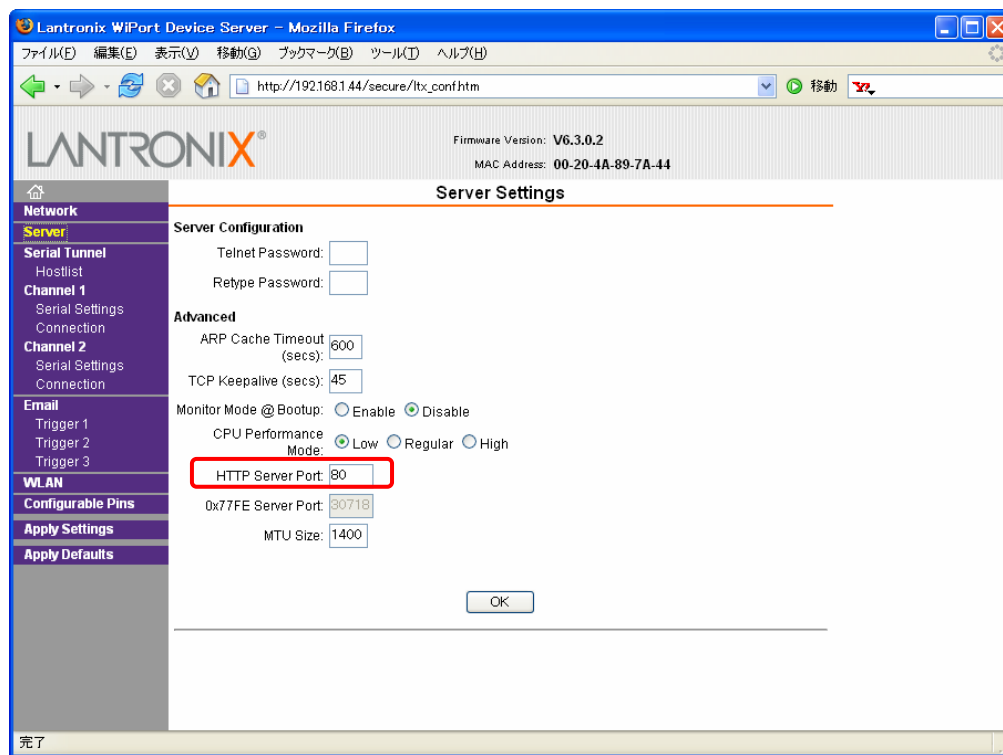 Lantronix WiPort Device Server - Mozilla Firefox
ファイル(F) 編集(E) 表示(V) 移動(G) ブックマーク(B) ツール(T) ヘルプ(H)
http://192.168.1.44/secure/ltx_conf.htm 移動
LANTRONIX®
Firmware Version: V6.3.0.2
MAC Address: 00-20-4A-89-7A-44
Server Settings
Network
Server
Serial Tunnel
Hostlist
Channel 1
Serial Settings
Connection
Channel 2
Serial Settings
Connection
Email
Trigger 1
Trigger 2
Trigger 3
WLAN
Configurable Pins
Apply Settings
Apply Defaults
Server Configuration
Telnet Password:
Retype Password:
Advanced
ARP Cache Timeout
(secs): 600
TCP Keepalive (secs): 45
Monitor Mode @ Bootup: Enable Disable
CPU Performance
Mode: Low Regular High
HTTP Server Port: 80
0x77FE Server Port: 30718
MTU Size: 1400
OK
完了